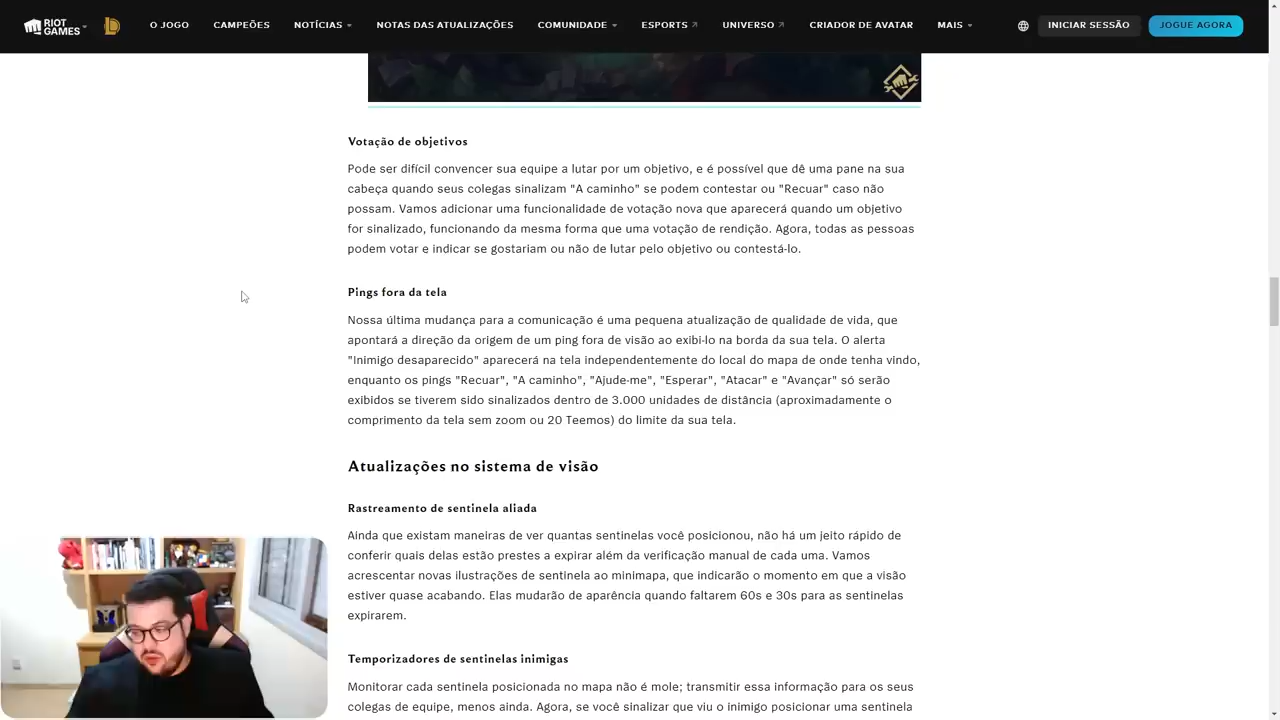 RIOT GAMES
O JOGO
CAMPEÕES
NOTÍCIAS
NOTAS DAS ATUALIZAÇÕES
COMUNIDADE
ESPORTS
UNIVERSO
CRIADOR DE AVATAR
MAIS
INICIAR SESSÃO
JOGUE AGORA
Votação de objetivos
Pode ser difícil convencer sua equipe a lutar por um objetivo, e é possível que dê uma pane na sua
cabeça quando seus colegas sinalizam "A caminho" se podem contestar ou "Recuar" caso não
possam. Vamos adicionar uma funcionalidade de votação nova que aparecerá quando um objetivo
for sinalizado, funcionando da mesma forma que uma votação de rendição. Agora, todas as pessoas
podem votar e indicar se gostariam ou não de lutar pelo objetivo ou contestá-lo.
Pings fora da tela
Nossa última mudança para a comunicação é uma pequena atualização de qualidade de vida, que
apontará a direção da origem de um ping fora de visão ao exibi-lo na borda da sua tela. O alerta
"Inimigo desaparecido" aparecerá na tela independentemente do local do mapa de onde tenha vindo,
enquanto os pings "Recuar", "A caminho", "Ajude-me", "Esperar", "Atacar" e "Avançar" só serão
exibidos se tiverem sido sinalizados dentro de 3.000 unidades de distância (aproximadamente o
comprimento da tela sem zoom ou 20 Teemos) do limite da sua tela.
Atualizações no sistema de visão
Rastreamento de sentinela aliada
Ainda que existam maneiras de ver quantas sentinelas você posicionou, não há um jeito rápido de
conferir quais delas estão prestes a expirar além da verificação manual de cada uma. Vamos
acrescentar novas ilustrações de sentinela ao minimapa, que indicarão o momento em que a visão
estiver quase acabando. Elas mudarão de aparência quando faltarem 60s e 30s para as sentinelas
expirarem.
Temporizadores de sentinelas inimigas
Monitorar cada sentinela posicionada no mapa não é mole; transmitir essa informação para os seus
colegas de equipe, menos ainda. Agora, se você sinalizar que viu o inimigo posicionar uma sentinela